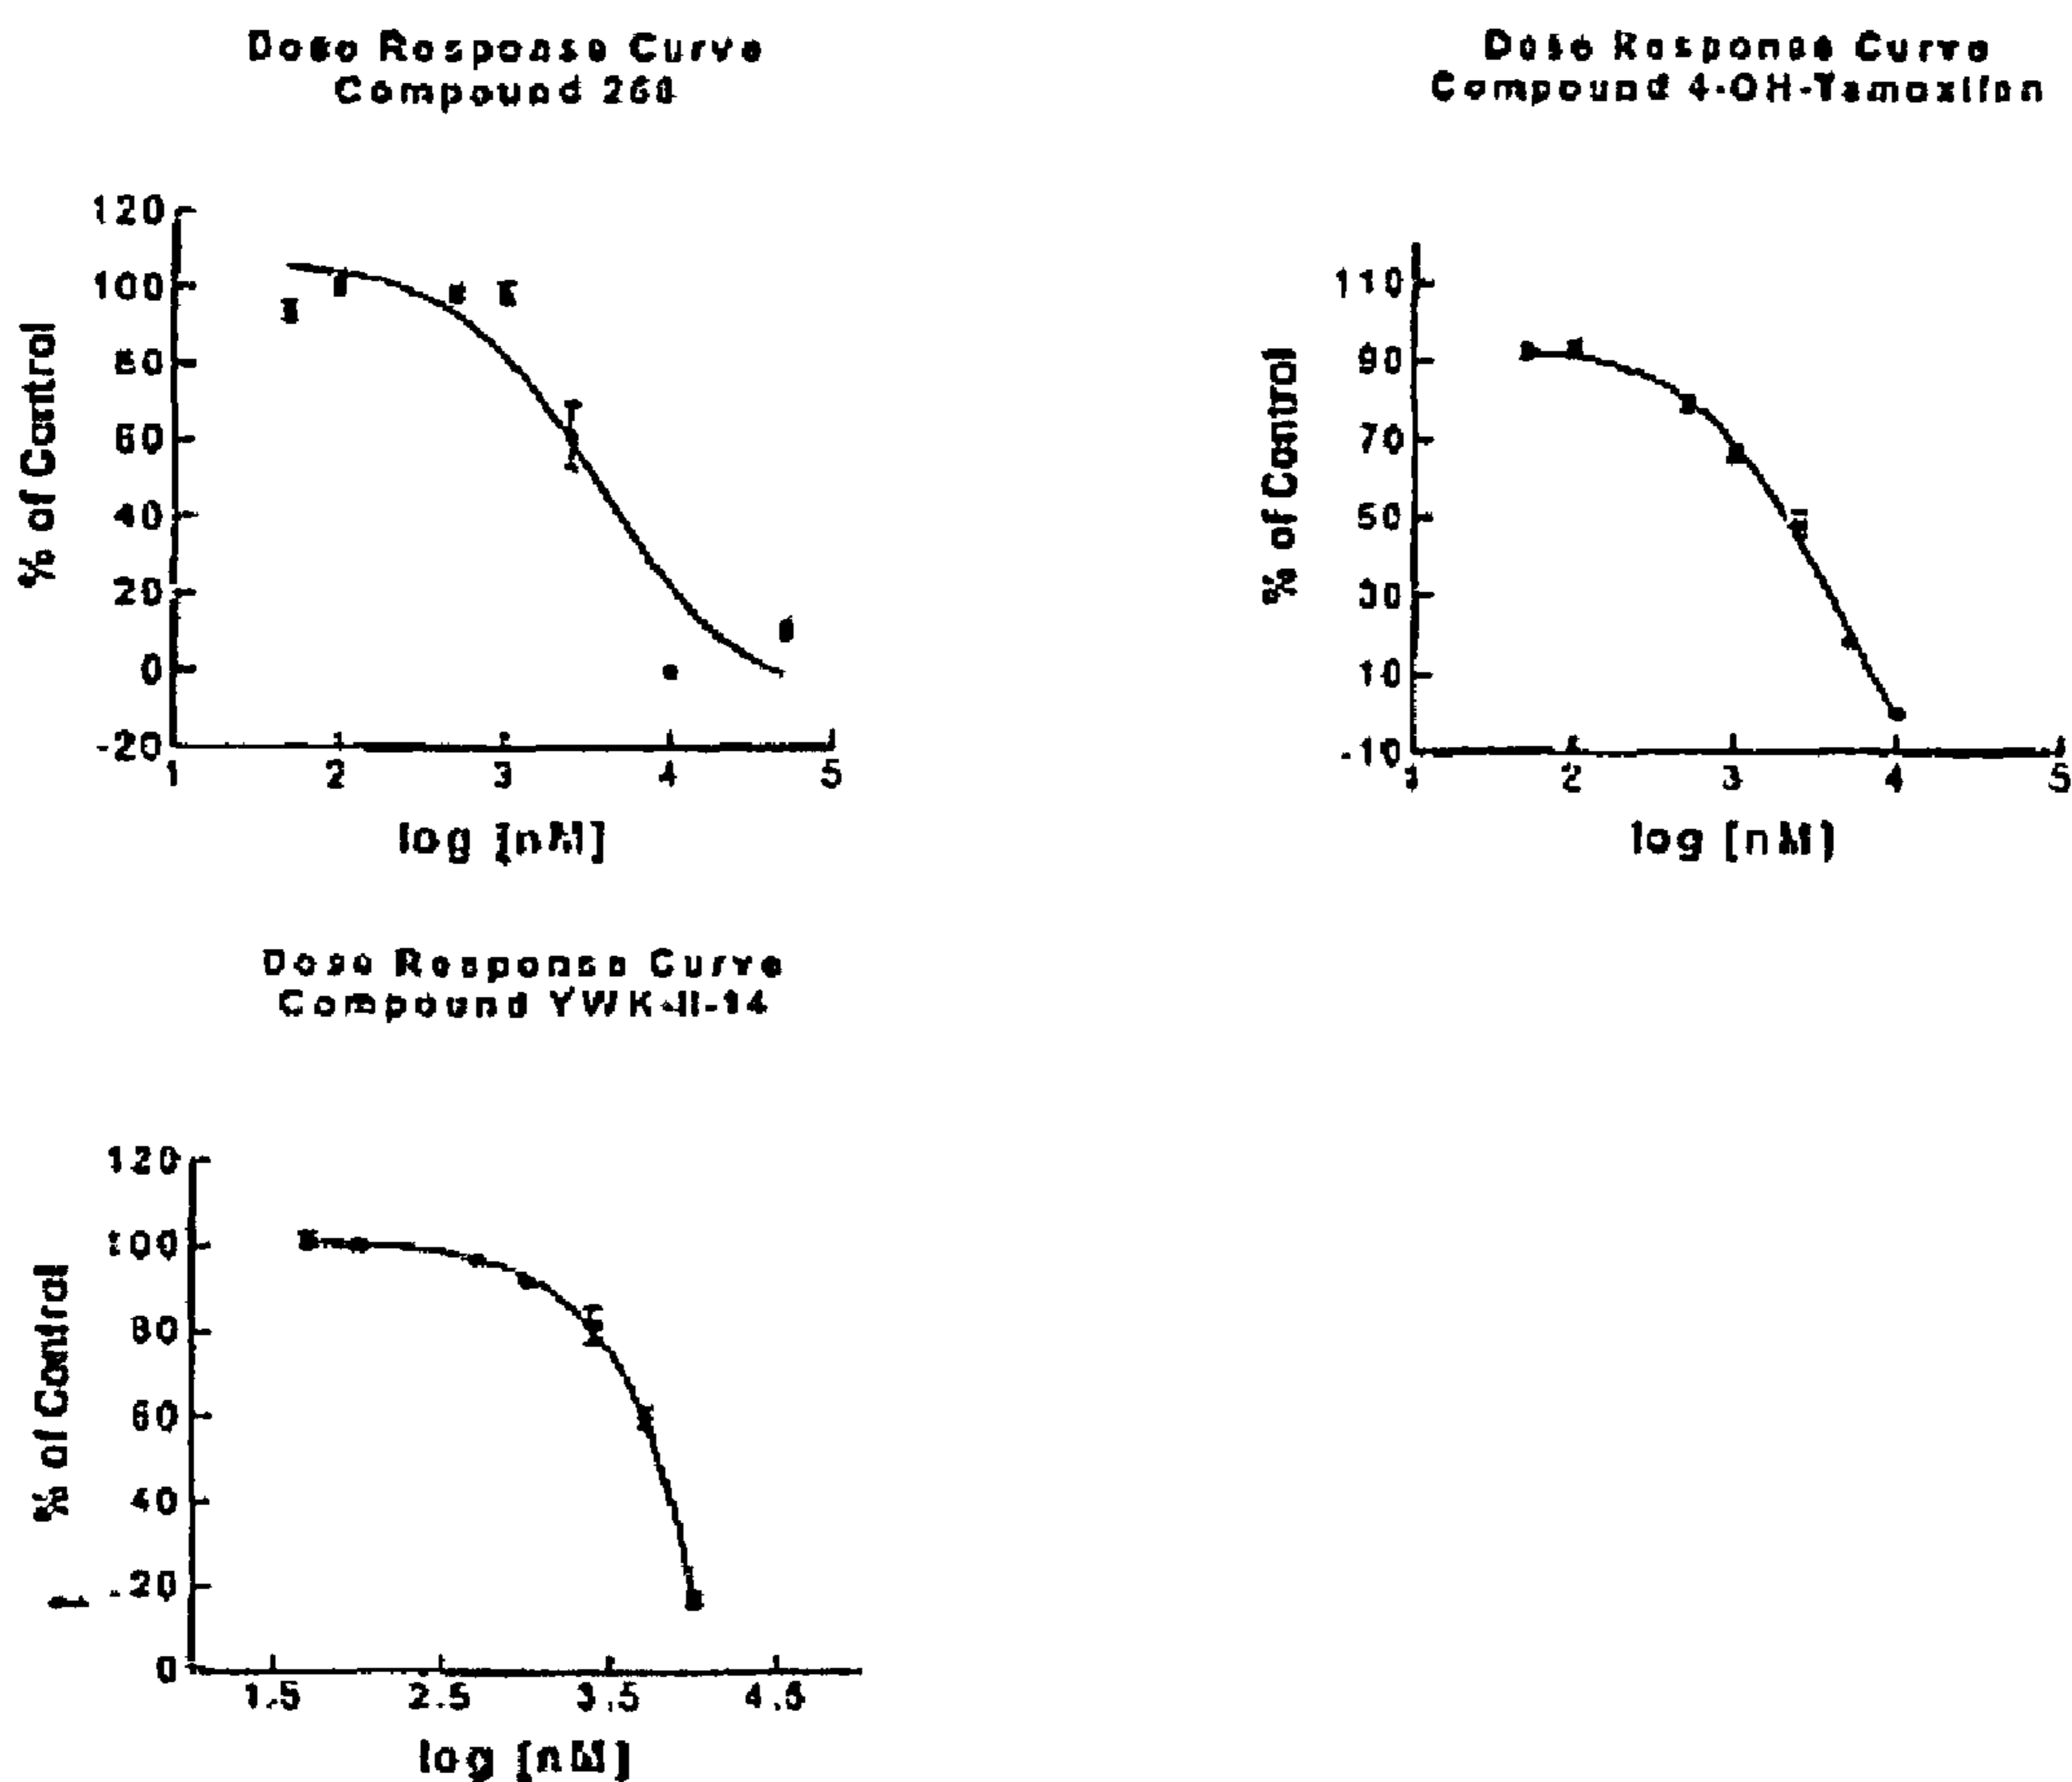 Dose Response Curve
Compound 260
120
100
80
60
40
20
0
-20
1 2 3 4 5
% of Control
log [nM]
Dose Response Curve
Compound 4-OH-Tamoxifen
110
90
70
50
30
10
-10
1 2 3 4 5
% of Control
log [nM]
Dose Response Curve
Compound YWK-II-14
120
100
80
60
40
20
0
1.5 2.5 3.5 4.5
% of Control
log [nM]